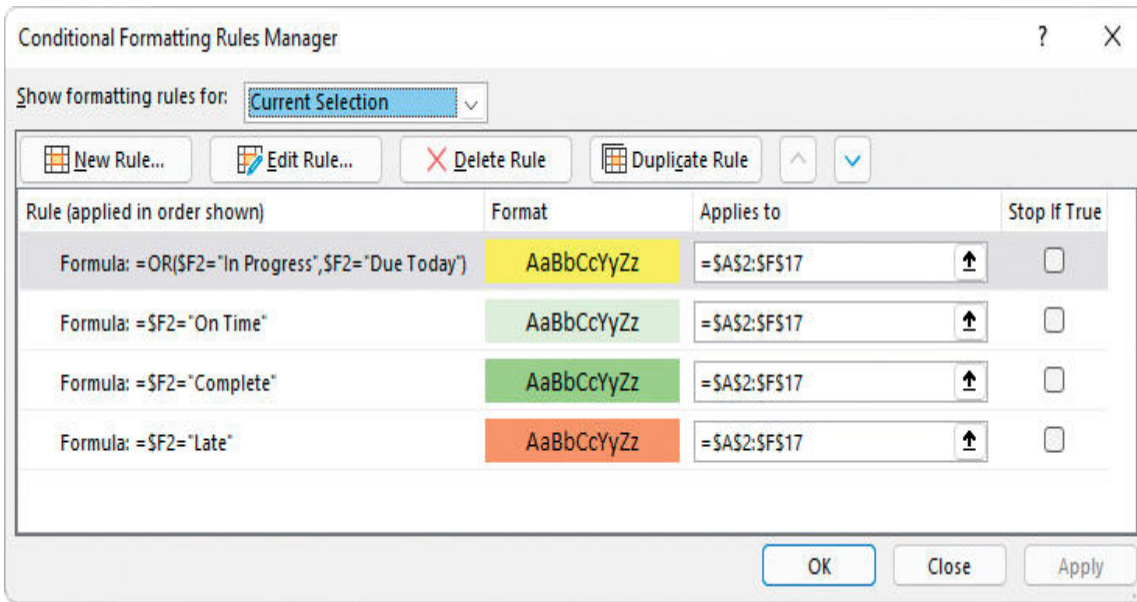 Conditional Formatting Rules Manager ?
Show formatting rules for: Current Selection
New Rule... Edit Rule... Delete Rule Duplicate Rule
Rule (applied in order shown) Format Applies to Stop If True
Formula: =OR($F2="In Progress",$F2="Due Today") AaBbCcYyZz =$A$2:$F$17
Formula: =$F2="On Time" AaBbCcYyZz =$A$2:$F$17
Formula: =$F2="Complete" AaBbCcYyZz =$A$2:$F$17
Formula: =$F2="Late" AaBbCcYyZz =$A$2:$F$17
OK Close Apply